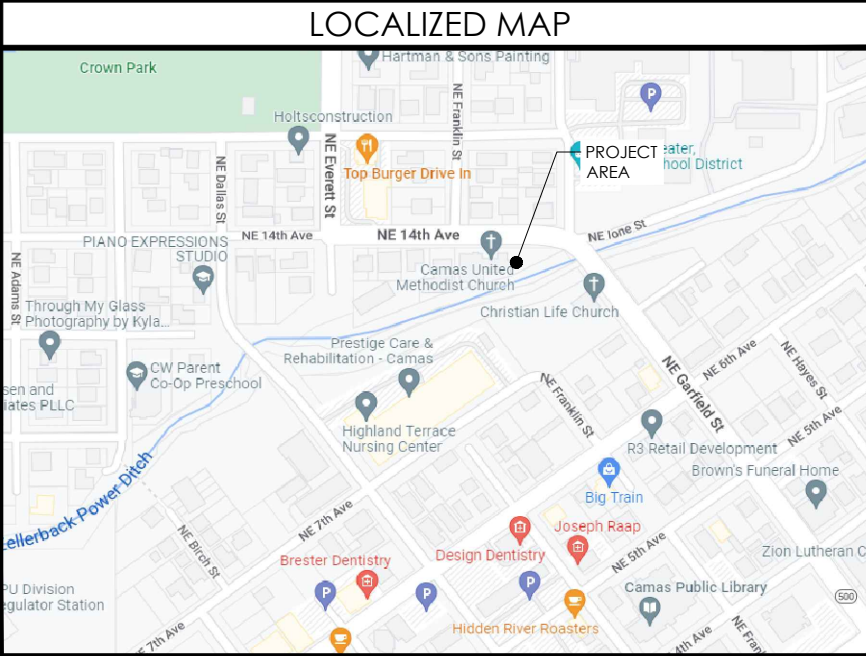 LOCALIZED MAP
Crown Park
Hartman & Sons Painting
P
Holtsconstruction
NE Franklin St
NE Everett St
PROJECT
AREA
eater,
hool District
Top Burger Drive In
NE Dallas St
NE 14th Ave
NE 14th Ave
NE Ione St
PIANO EXPRESSIONS
STUDIO
NE Adams St
Camas United
Methodist Church
Christian Life Church
Through My Glass
Photography by Kyla...
Prestige Care &
Rehabilitation - Camas
CW Parent
Co-Op Preschool
sen and
iates PLLC
NE Garfield St
NE 6th Ave
NE Hayes St
NE Franklin St
NE 5th Ave
Highland Terrace
Nursing Center
R3 Retail Development
Brown's Funeral Home
ellerback Power Ditch
Big Train
NE 7th Ave
NE Birch St
Design Dentistry
Joseph Raap
NE 5th Ave
Zion Lutheran C
Brester Dentistry
PU Division
egulator Station
P
P
P
Camas Public Library
500
Hidden River Roasters
E 7th Ave
4th Ave
NE Fran